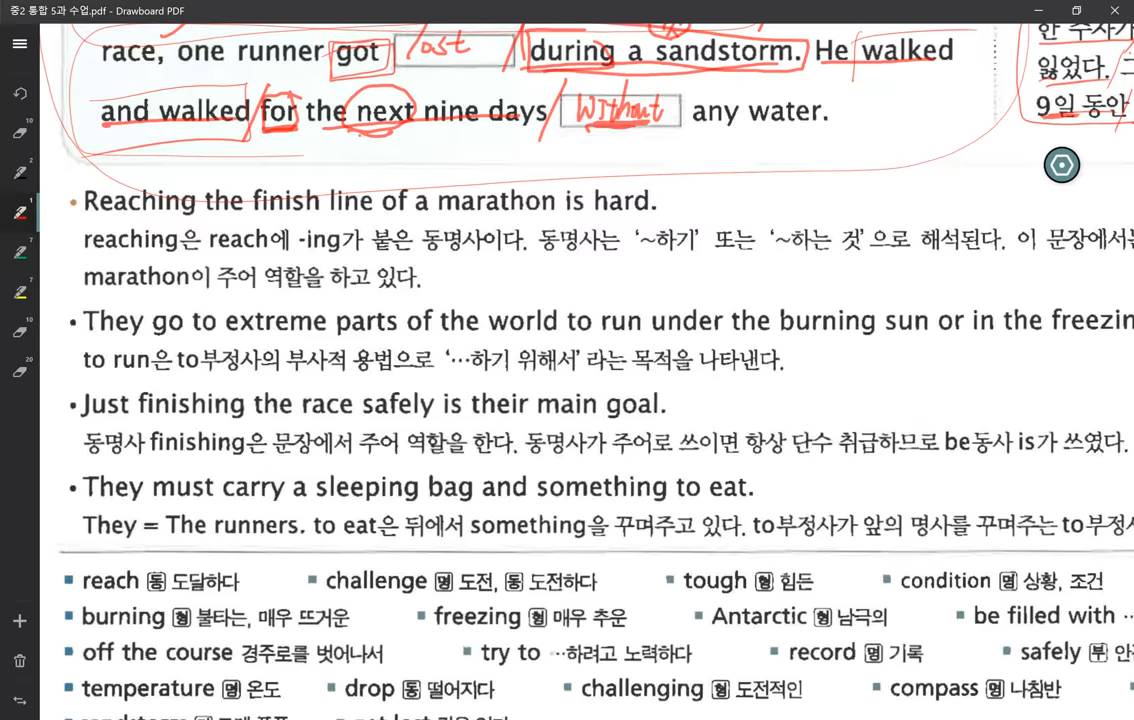 중2 통합 5과 수업.pdf - Drawboard PDF
race, one runner got lost during a sandstorm. He walked
and walked for the next nine days without any water.
잃었다.
9일 동안
• Reaching the finish line of a marathon is hard.
reaching은 reach에 -ing가 붙은 동명사이다. 동명사는 ‘~하기’ 또는 ‘~하는 것’으로 해석된다. 이 문장에서는
marathon이 주어 역할을 하고 있다.
• They go to extreme parts of the world to run under the burning sun or in the freezin
to run은 to부정사의 부사적 용법으로 ‘…하기 위해서’라는 목적을 나타낸다.
• Just finishing the race safely is their main goal.
동명사 finishing은 문장에서 주어 역할을 한다. 동명사가 주어로 쓰이면 항상 단수 취급하므로 be동사 is가 쓰였다.
• They must carry a sleeping bag and something to eat.
They = The runners. to eat은 뒤에서 something을 꾸며주고 있다. to부정사가 앞의 명사를 꾸며주는 to부정
reach 동 도달하다 challenge 명 도전, 동 도전하다 tough 형 힘든 condition 명 상황, 조건
burning 형 불타는, 매우 뜨거운 freezing 형 매우 추운 Antarctic 형 남극의 be filled with …
off the course 경주로를 벗어나서 try to …하려고 노력하다 record 명 기록 safely 부
temperature 명 온도 drop 동 떨어지다 challenging 형 도전적인 compass 명 나침반